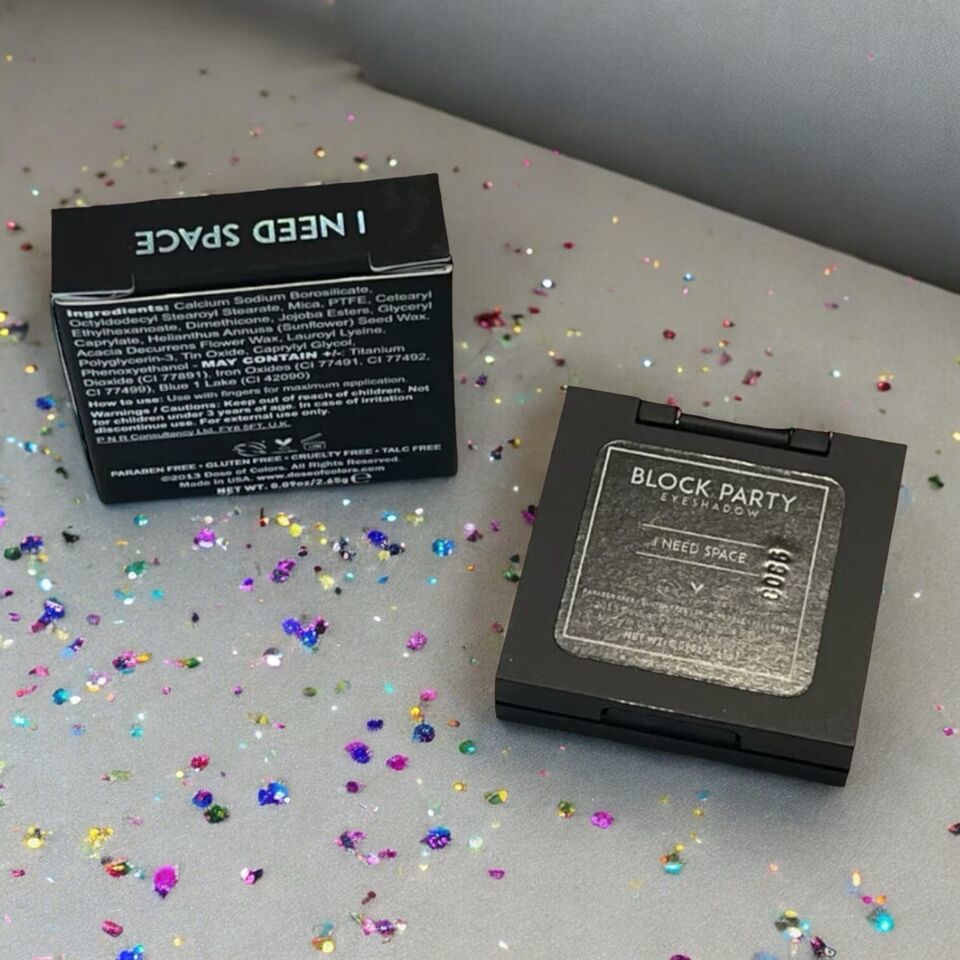 I NEED SPACE
Ingredients: Calcium Sodium Borosilicate,
Octyldodecyl Stearoyl Stearate, Mica, PTFE, Cetearyl
Ethylhexanoate, Dimethicone, Jojoba Esters, Glyceryl
Caprylate, Helianthus Annuus (Sunflower) Seed Wax,
Acacia Decurrens Flower Wax, Lauroyl Lysine,
Polyglycerin-3, Tin Oxide, Caprylyl Glycol,
Phenoxyethanol - MAY CONTAIN +/-: Titanium
Dioxide (CI 77891), Iron Oxides (CI 77491, CI 77492,
CI 77499), Blue 1 Lake (CI 42090)
How to use: Use with fingers for maximum application.
Warnings / Cautions: Keep out of reach of children. Not
for children under 3 years of age. In case of irritation
discontinue use. For external use only.
P N B Consultancy Ltd. FY6 5FT, U.K.
PARABEN FREE • GLUTEN FREE • CRUELTY FREE • TALC FREE
©2013 Dose of Colors. All Rights Reserved.
Made in USA. www.doseofcolors.com
NET WT. 0.09oz/2.65g e
BLOCK PARTY
EYESHADOW
I NEED SPACE
PARABEN FREE
2013
NET WT.